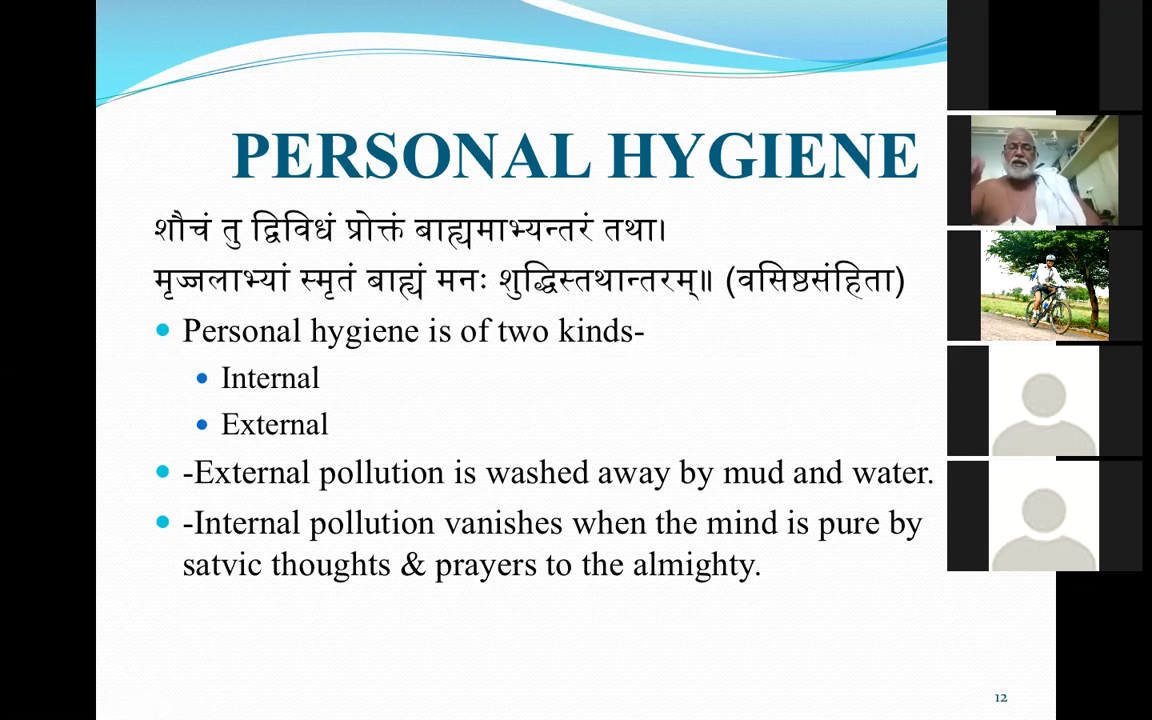 PERSONAL HYGIENE
शौचं तु द्विविधं प्रोक्तं बाह्यमाभ्यन्तरं तथा।
मृज्जलाभ्यां स्मृतं बाह्यं मनः शुद्धिस्तथान्तरम्॥ (वसिष्ठसंहिता)
Personal hygiene is of two kinds-
Internal
External
-External pollution is washed away by mud and water.
-Internal pollution vanishes when the mind is pure by
satvic thoughts & prayers to the almighty.
12